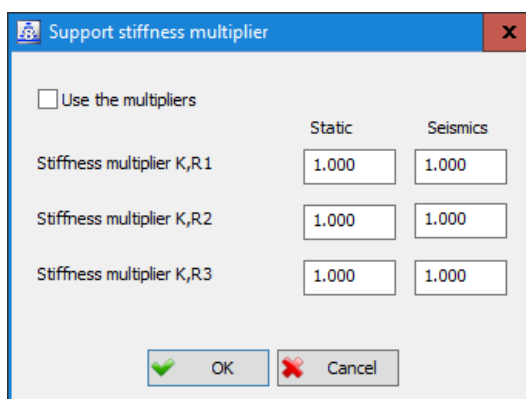 Support stiffness multiplier
Use the multipliers
Static Seismics
Stiffness multiplier K,R1 1.000 1.000
Stiffness multiplier K,R2 1.000 1.000
Stiffness multiplier K,R3 1.000 1.000
OK Cancel